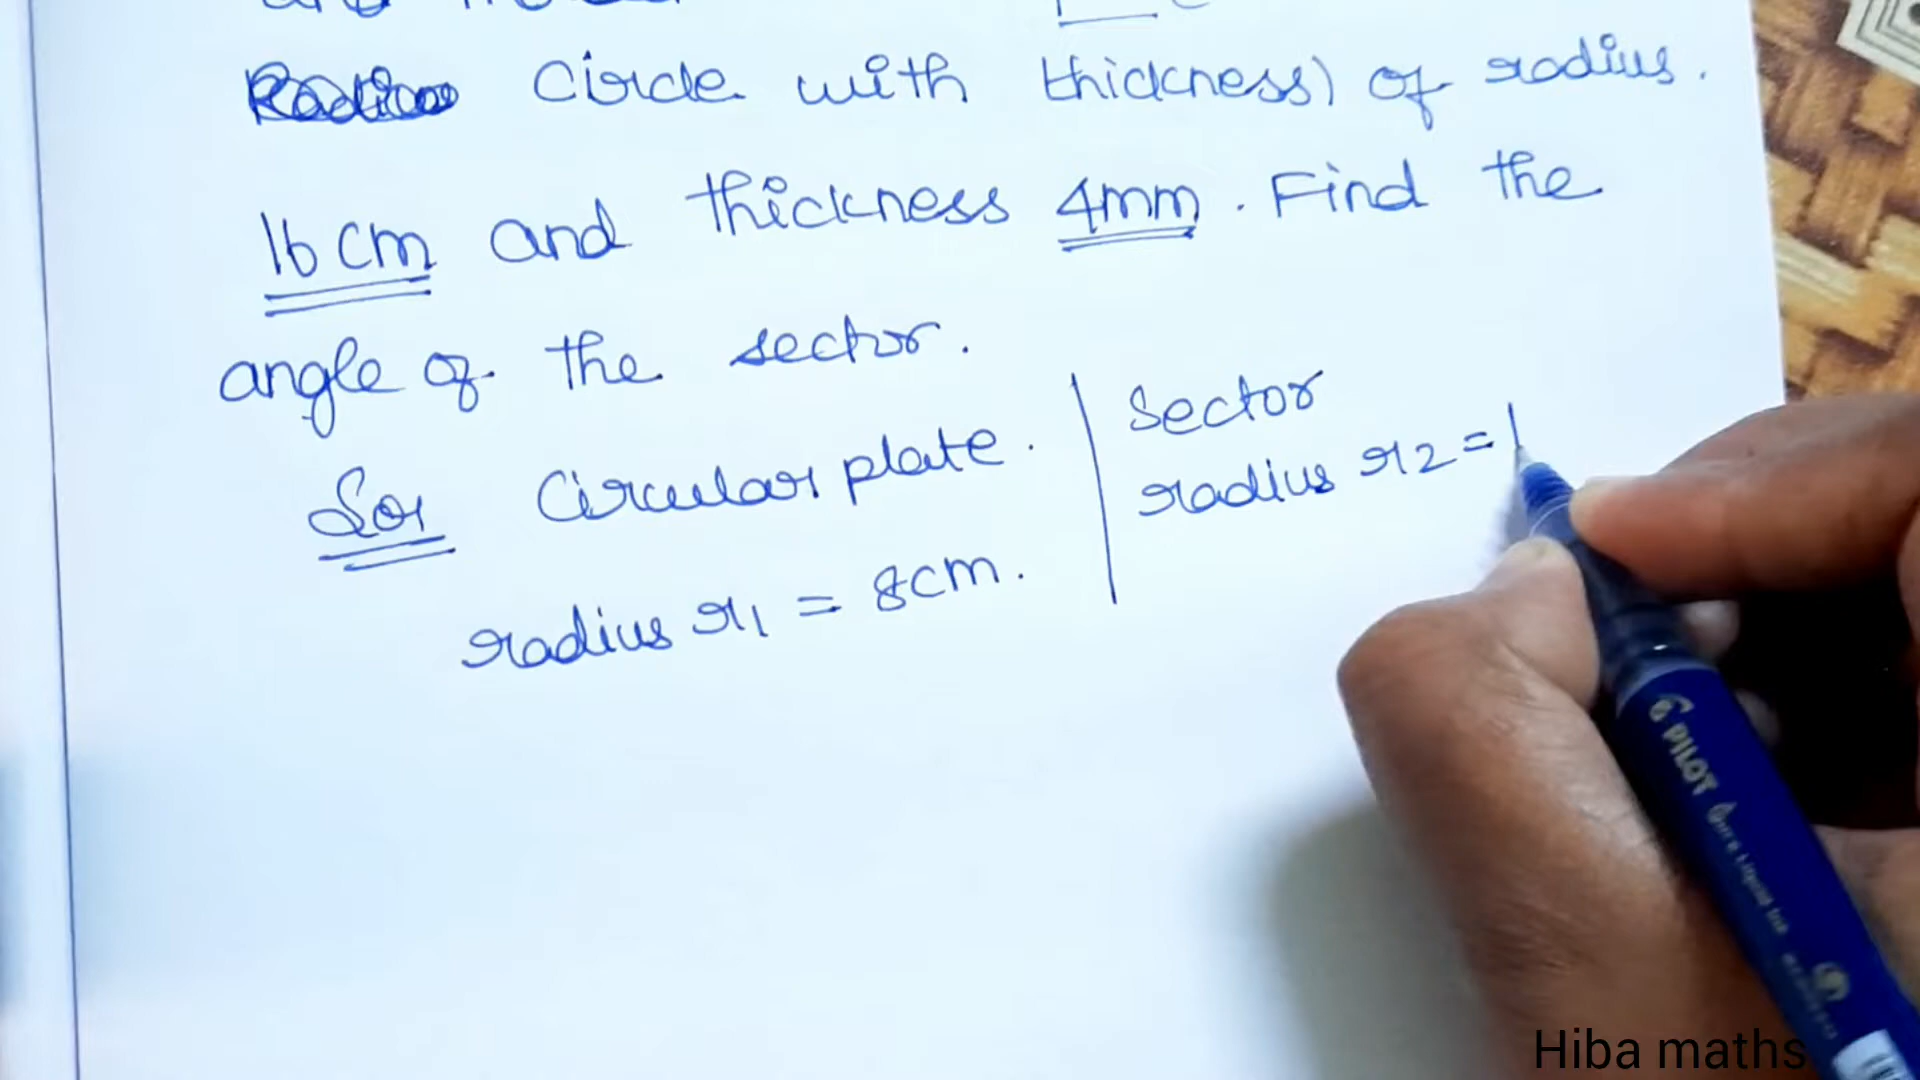 Circle with thickness) of radius.
16 cm and thickness 4mm. Find the
angle of the sector.
Sol Circular plate.
radius r1 = 8cm.
Sector
radius r2 = 1
PILOT
Hiba maths